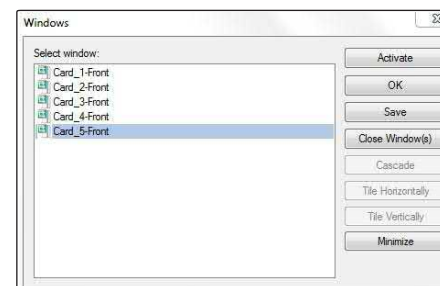 Windows
Select window:
Card_1-Front
Card_2-Front
Card_3-Front
Card_4-Front
Card_5-Front
Activate
OK
Save
Close Window(s)
Cascade
Tile Horizontally
Tile Vertically
Minimize